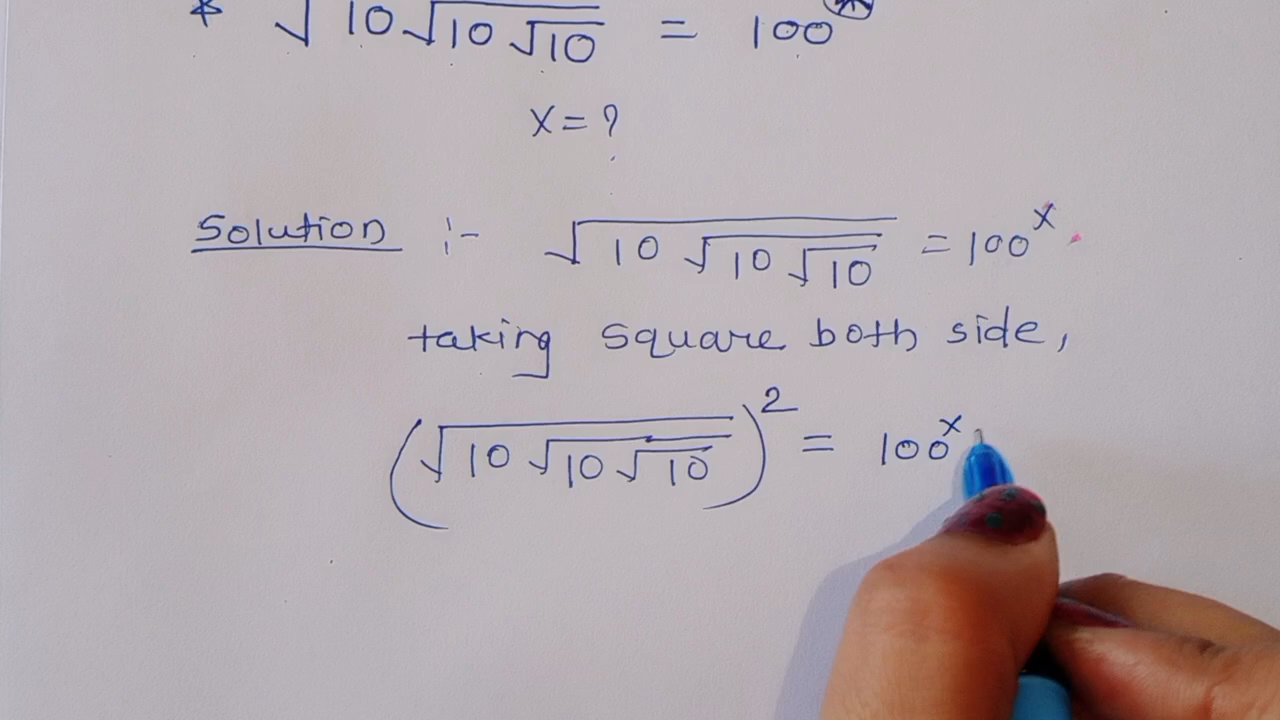 * √10√10√10 = 100
x = ?
Solution :- √10√10√10 = 100^x
taking square both side,
(√10√10√10)^2 = 100^x